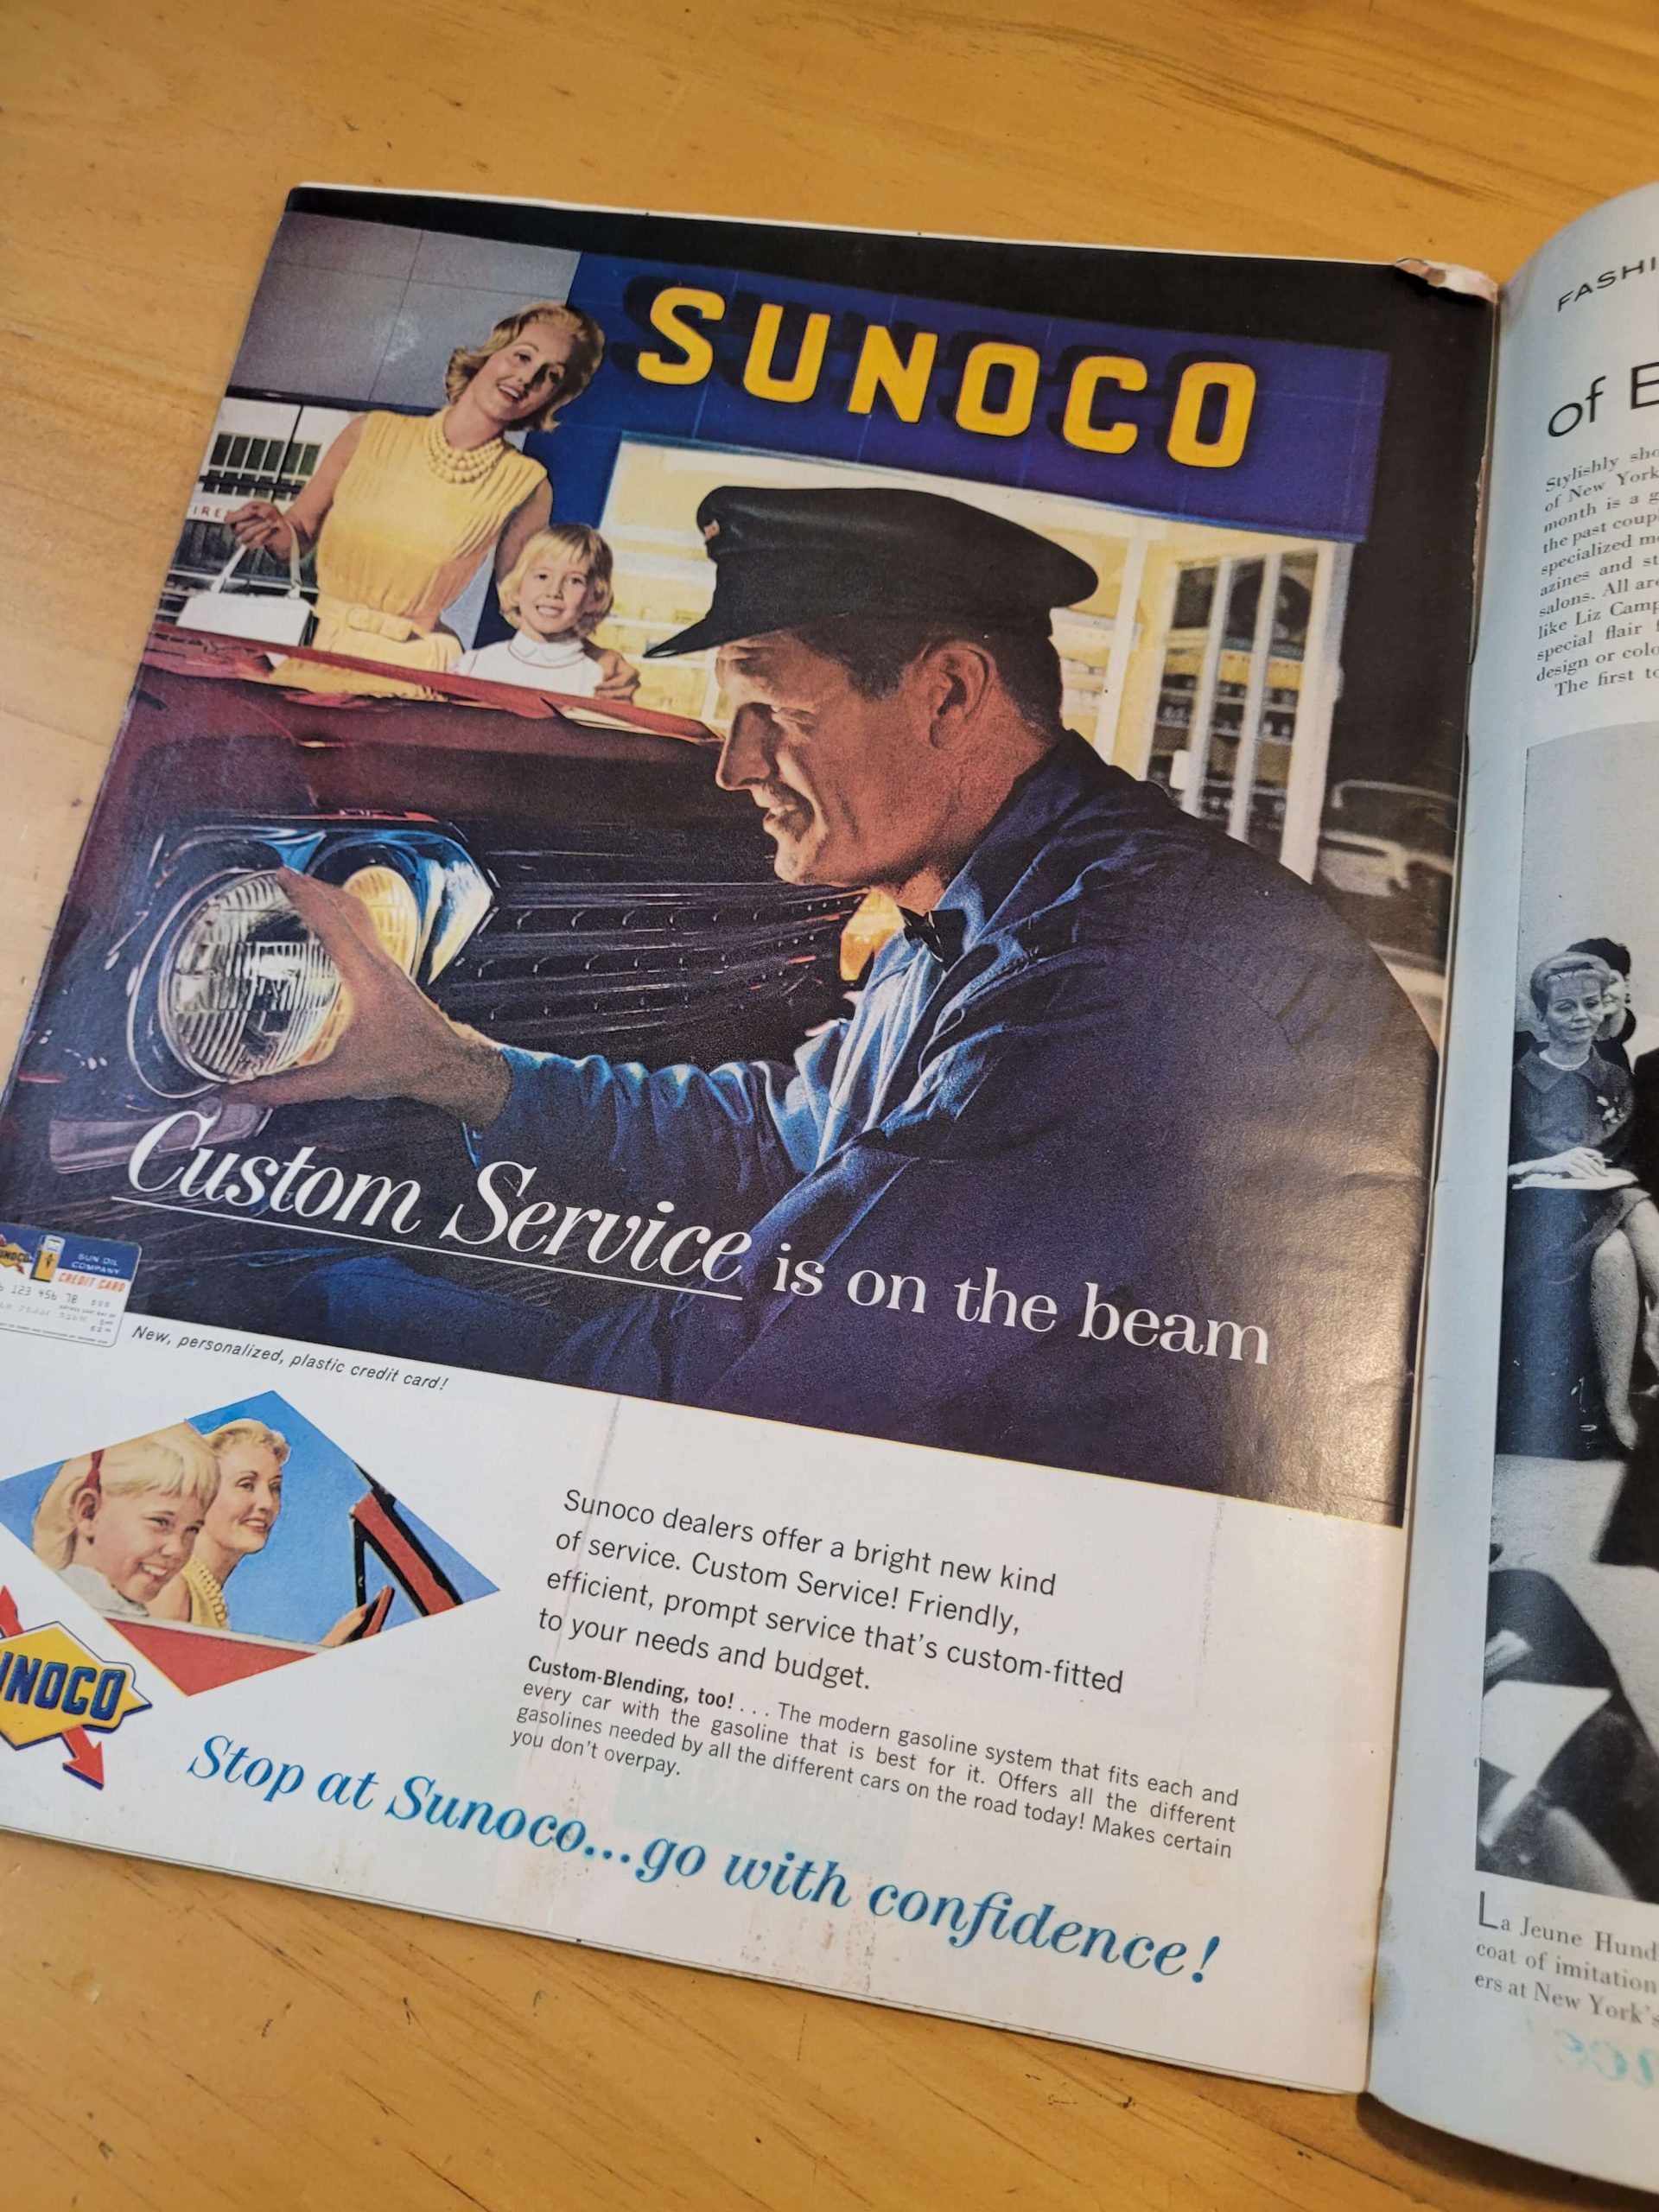 SUNOCO
Custom Service is on the beam
SUN OIL
COMPANY
CREDIT CARD
123 456 78
New, personalized, plastic credit card!
Sunoco dealers offer a bright new kind
of service. Custom Service! Friendly,
efficient, prompt service that's custom-fitted
to your needs and budget.
Custom-Blending, too! . . . The modern gasoline system that fits each and
every car with the gasoline that is best for it. Offers all the different
gasolines needed by all the different cars on the road today! Makes certain
you don't overpay.
UNOCO
Stop at Sunoco...go with confidence!
FASHI
of E
Stylishly sho
of New York
month is a g
the past coup
specialized m
azines and st
salons. All ar
like Liz Camp
special flair
design or colo
The first to
La Jeune Hund
coat of imitation
ers at New York's